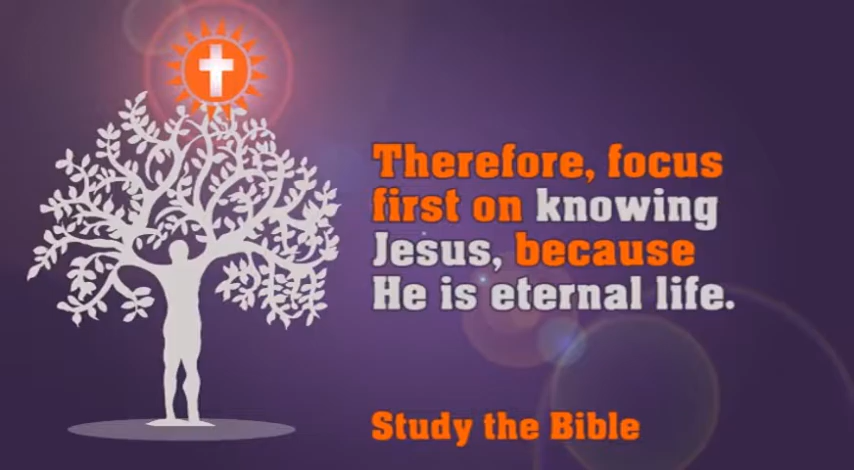 Therefore, focus
first on knowing
Jesus, because
He is eternal life.
Study the Bible